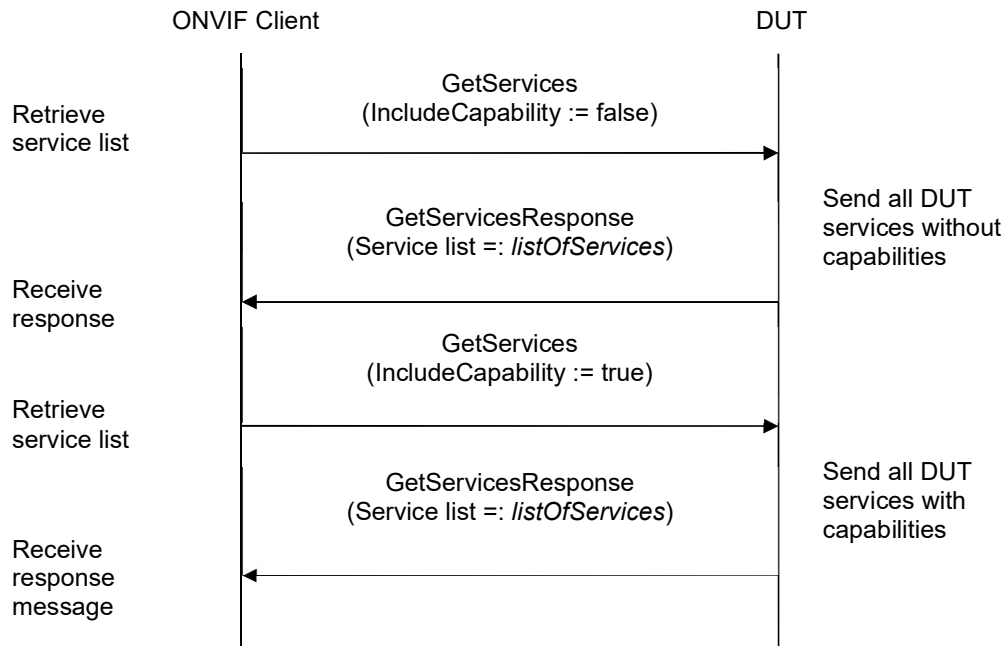 ONVIF Client
DUT
GetServices
(IncludeCapability := false)
Retrieve
service list
Send all DUT
services without
capabilities
GetServicesResponse
(Service list =: listOfServices)
Receive
response
GetServices
(IncludeCapability := true)
Retrieve
service list
Send all DUT
services with
capabilities
GetServicesResponse
(Service list =: listOfServices)
Receive
response
message